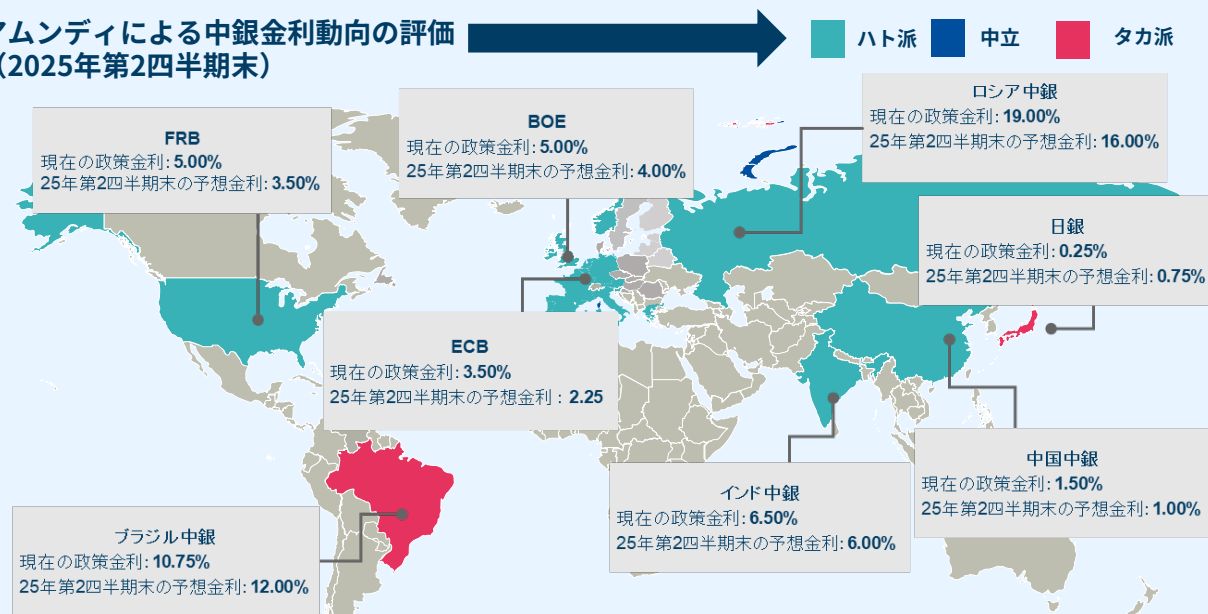 アムンディによる中銀金利動向の評価
（2025年第2四半期末）
ハト派
中立
タカ派
FRB
現在の政策金利: 5.00%
25年第2四半期末の予想金利: 3.50%
BOE
現在の政策金利: 5.00%
25年第2四半期末の予想金利: 4.00%
ロシア中銀
現在の政策金利: 19.00%
25年第2四半期末の予想金利: 16.00%
日銀
現在の政策金利: 0.25%
25年第2四半期末の予想金利: 0.75%
ECB
現在の政策金利: 3.50%
25年第2四半期末の予想金利 : 2.25
中国中銀
現在の政策金利: 1.50%
25年第2四半期末の予想金利: 1.00%
インド中銀
現在の政策金利: 6.50%
25年第2四半期末の予想金利: 6.00%
ブラジル中銀
現在の政策金利: 10.75%
25年第2四半期末の予想金利: 12.00%